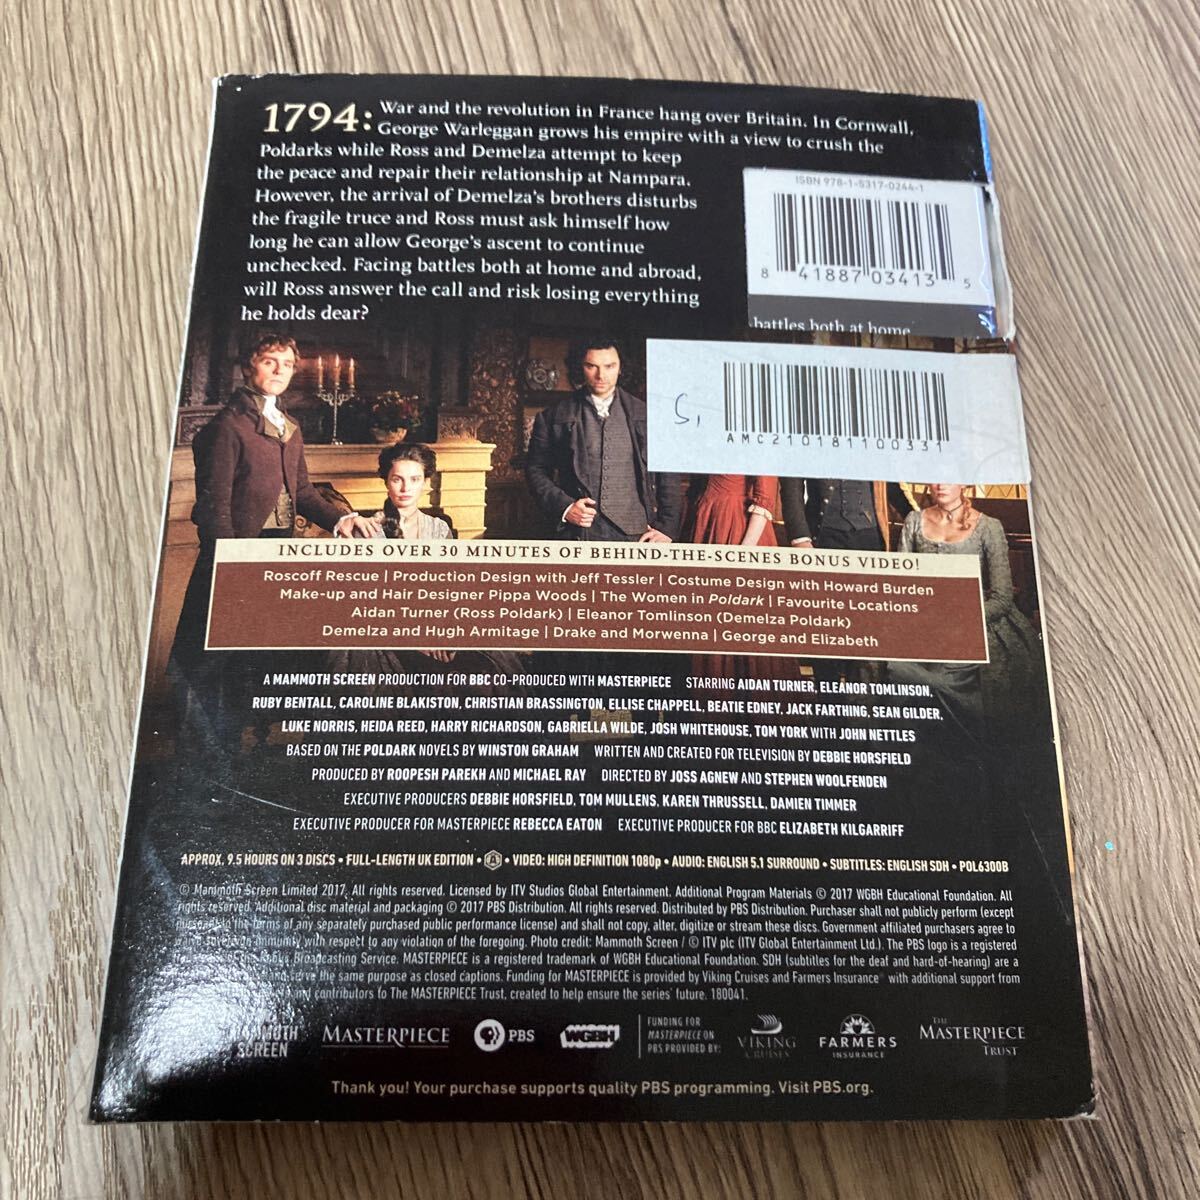 1794: War and the revolution in France hang over Britain. In Cornwall,
George Warleggan grows his empire with a view to crush the
Poldarks while Ross and Demelza attempt to keep
the peace and repair their relationship at Nampara.
However, the arrival of Demelza's brothers disturbs
the fragile truce and Ross must ask himself how
long he can allow George's ascent to continue
unchecked. Facing battles both at home and abroad,
will Ross answer the call and risk losing everything
he holds dear?
ISBN 978-1-5317-0244-1
8 41887 03413 5
battles both at home
S,
AMC210181100331
INCLUDES OVER 30 MINUTES OF BEHIND-THE-SCENES BONUS VIDEO!
Roscoff Rescue | Production Design with Jeff Tessler | Costume Design with Howard Burden
Make-up and Hair Designer Pippa Woods | The Women in Poldark | Favourite Locations
Aidan Turner (Ross Poldark) | Eleanor Tomlinson (Demelza Poldark)
Demelza and Hugh Armitage | Drake and Morwenna | George and Elizabeth
A MAMMOTH SCREEN PRODUCTION FOR BBC CO-PRODUCED WITH MASTERPIECE STARRING AIDAN TURNER, ELEANOR TOMLINSON,
RUBY BENTALL, CAROLINE BLAKISTON, CHRISTIAN BRASSINGTON, ELLISE CHAPPELL, BEATIE EDNEY, JACK FARTHING, SEAN GILDER,
LUKE NORRIS, HEIDA REED, HARRY RICHARDSON, GABRIELLA WILDE, JOSH WHITEHOUSE, TOM YORK WITH JOHN NETTLES
BASED ON THE POLDARK NOVELS BY WINSTON GRAHAM WRITTEN AND CREATED FOR TELEVISION BY DEBBIE HORSFIELD
PRODUCED BY ROOPESH PAREKH AND MICHAEL RAY DIRECTED BY JOSS AGNEW AND STEPHEN WOOLFENDEN
EXECUTIVE PRODUCERS DEBBIE HORSFIELD, TOM MULLENS, KAREN THRUSSELL, DAMIEN TIMMER
EXECUTIVE PRODUCER FOR MASTERPIECE REBECCA EATON EXECUTIVE PRODUCER FOR BBC ELIZABETH KILGARRIFF
APPROX. 9.5 HOURS ON 3 DISCS • FULL-LENGTH UK EDITION • A • VIDEO: HIGH DEFINITION 1080p • AUDIO: ENGLISH 5.1 SURROUND • SUBTITLES: ENGLISH SDH • POL6300B
© Mammoth Screen Limited 2017. All rights reserved. Licensed by ITV Studios Global Entertainment. Additional Program Materials © 2017 WGBH Educational Foundation. All
rights reserved. Additional disc material and packaging © 2017 PBS Distribution. All rights reserved. Distributed by PBS Distribution. Purchaser shall not publicly perform (except
pursuant to the terms of any separately purchased public performance license) and shall not copy, alter, digitize or stream these discs. Government affiliated purchasers agree to
sovereign immunity with respect to any violation of the foregoing. Photo credit: Mammoth Screen / © ITV plc (ITV Global Entertainment Ltd.). The PBS logo is a registered
Broadcasting Service. MASTERPIECE is a registered trademark of WGBH Educational Foundation. SDH (subtitles for the deaf and hard-of-hearing) are a
and serve the same purpose as closed captions. Funding for MASTERPIECE is provided by Viking Cruises and Farmers Insurance® with additional support from
and contributors to The MASTERPIECE Trust, created to help ensure the series' future. 180041.
MAMMOTH
SCREEN
MASTERPIECE
PBS
WGBH
FUNDING FOR
MASTERPIECE ON
PBS PROVIDED BY:
VIKING
CRUISES
FARMERS
INSURANCE
THE
MASTERPIECE
TRUST
Thank you! Your purchase supports quality PBS programming. Visit PBS.org.